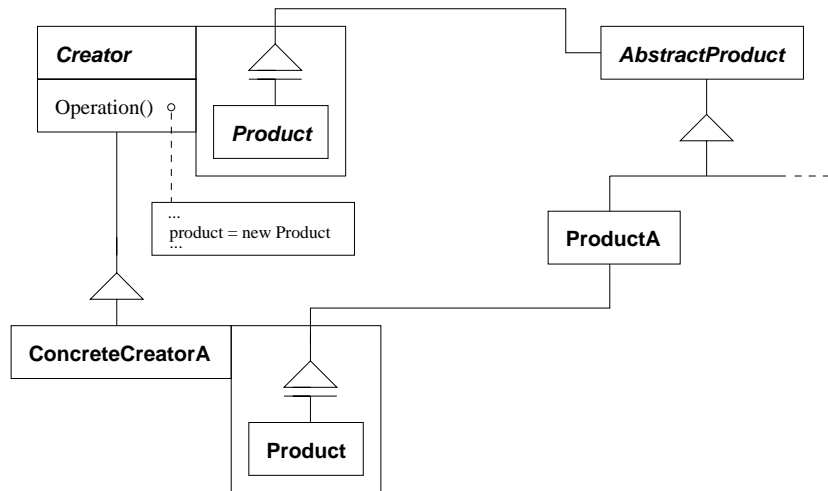 Creator
AbstractProduct
Operation()
Product
...
product = new Product
...
ProductA
ConcreteCreatorA
Product